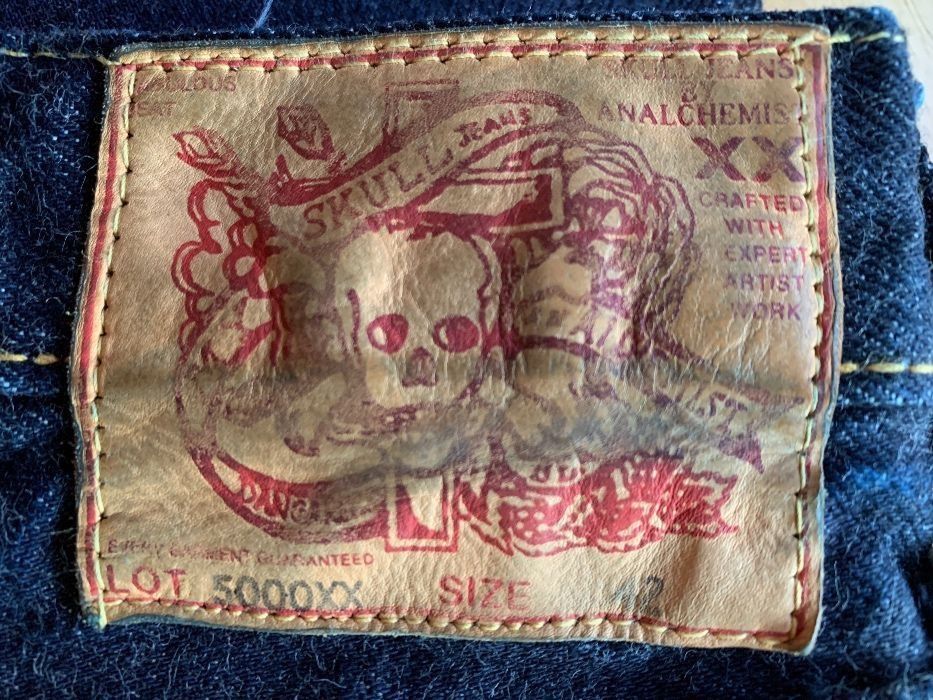 SKULL JEANS
BY
ANALCHEMIST
XX
CRAFTED
WITH
EXPERT
ARTIST
WORK
SKULL JEANS
EVERY GARMENT GUARANTEED
LOT 5000XX SIZE 42